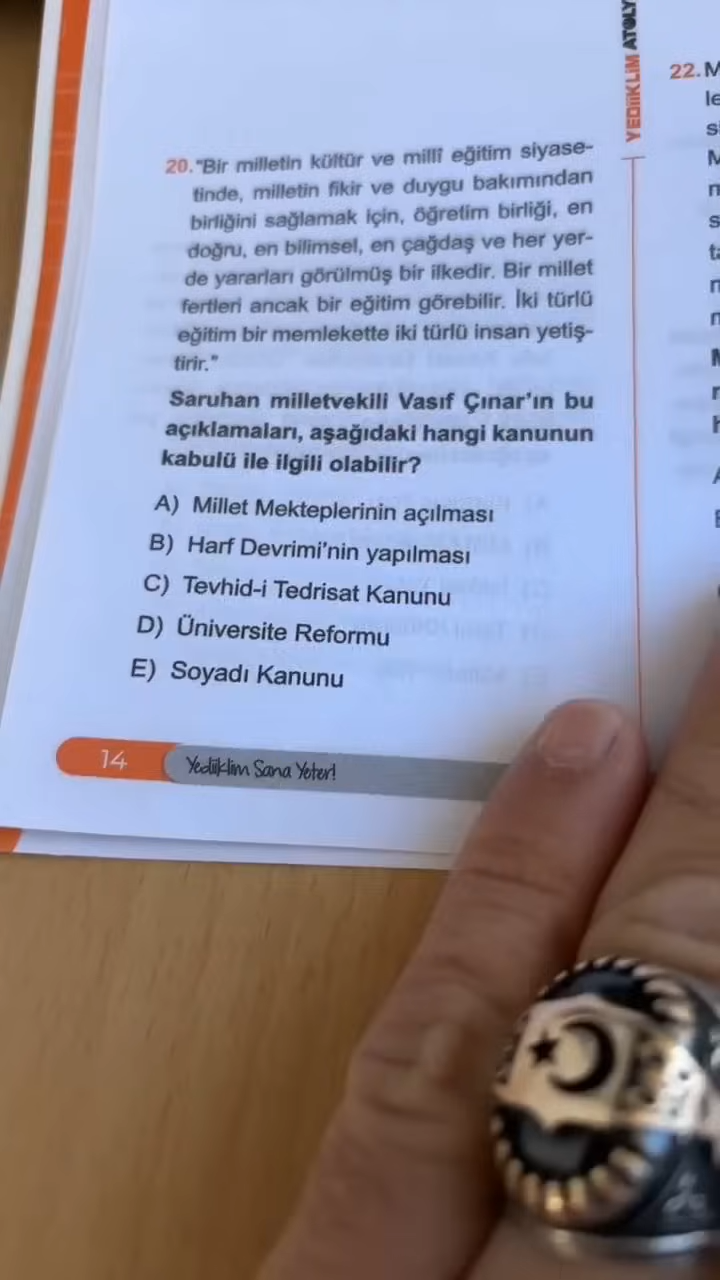 20. "Bir milletin kültür ve millî eğitim siyase-
tinde, milletin fikir ve duygu bakımından
birliğini sağlamak için, öğretim birliği, en
doğru, en bilimsel, en çağdaş ve her yer-
de yararları görülmüş bir ilkedir. Bir millet
fertleri ancak bir eğitim görebilir. İki türlü
eğitim bir memlekette iki türlü insan yetiş-
tirir."
Saruhan milletvekili Vasıf Çınar'ın bu
açıklamaları, aşağıdaki hangi kanunun
kabulü ile ilgili olabilir?
A) Millet Mekteplerinin açılması
B) Harf Devrimi'nin yapılması
C) Tevhid-i Tedrisat Kanunu
D) Üniversite Reformu
E) Soyadı Kanunu
14
Yediiklim Sana Yeter!
YEDİİKLİM
22.